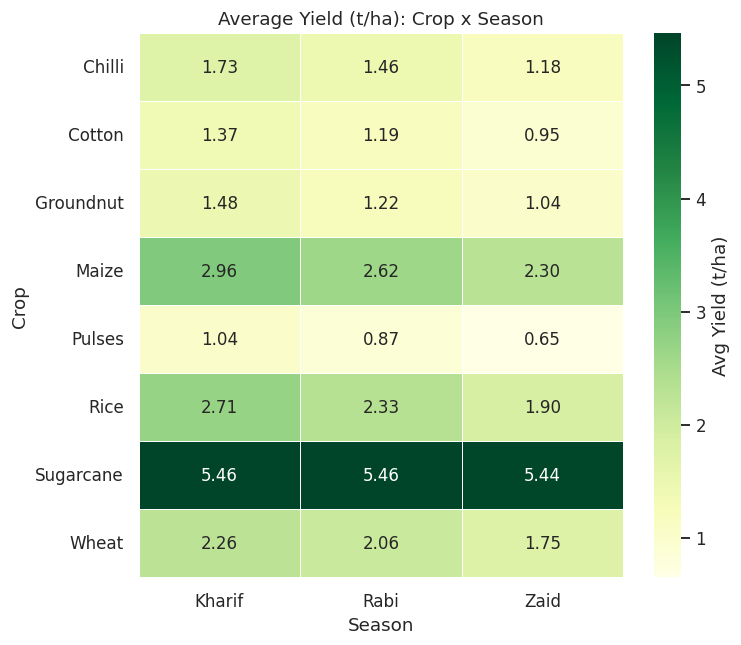 Average Yield (t/ha): Crop x Season
Chilli 1.73 1.46 1.18
Cotton 1.37 1.19 0.95
Groundnut 1.48 1.22 1.04
Maize 2.96 2.62 2.30
Pulses 1.04 0.87 0.65
Rice 2.71 2.33 1.90
Sugarcane 5.46 5.46 5.44
Wheat 2.26 2.06 1.75
Kharif Rabi Zaid
Season
Crop
5
4
3
2
1
Avg Yield (t/ha)